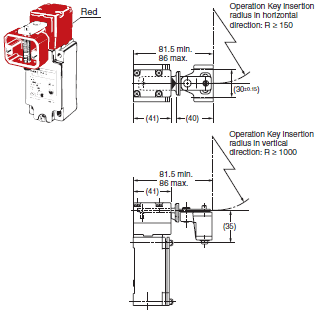 Red
Operation Key Insertion
radius in horizontal
direction: R ≥ 150
81.5 min.
86 max.
(30±0.15)
(41)
(40)
Operation Key Insertion
radius in vertical
direction: R ≥ 1000
81.5 min.
86 max.
(41)
(35)